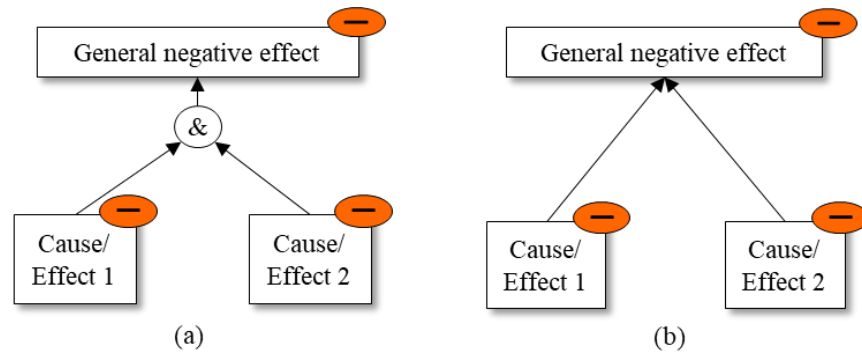 General negative effect
&
Cause/
Effect 1
Cause/
Effect 2
(a)
General negative effect
Cause/
Effect 1
Cause/
Effect 2
(b)